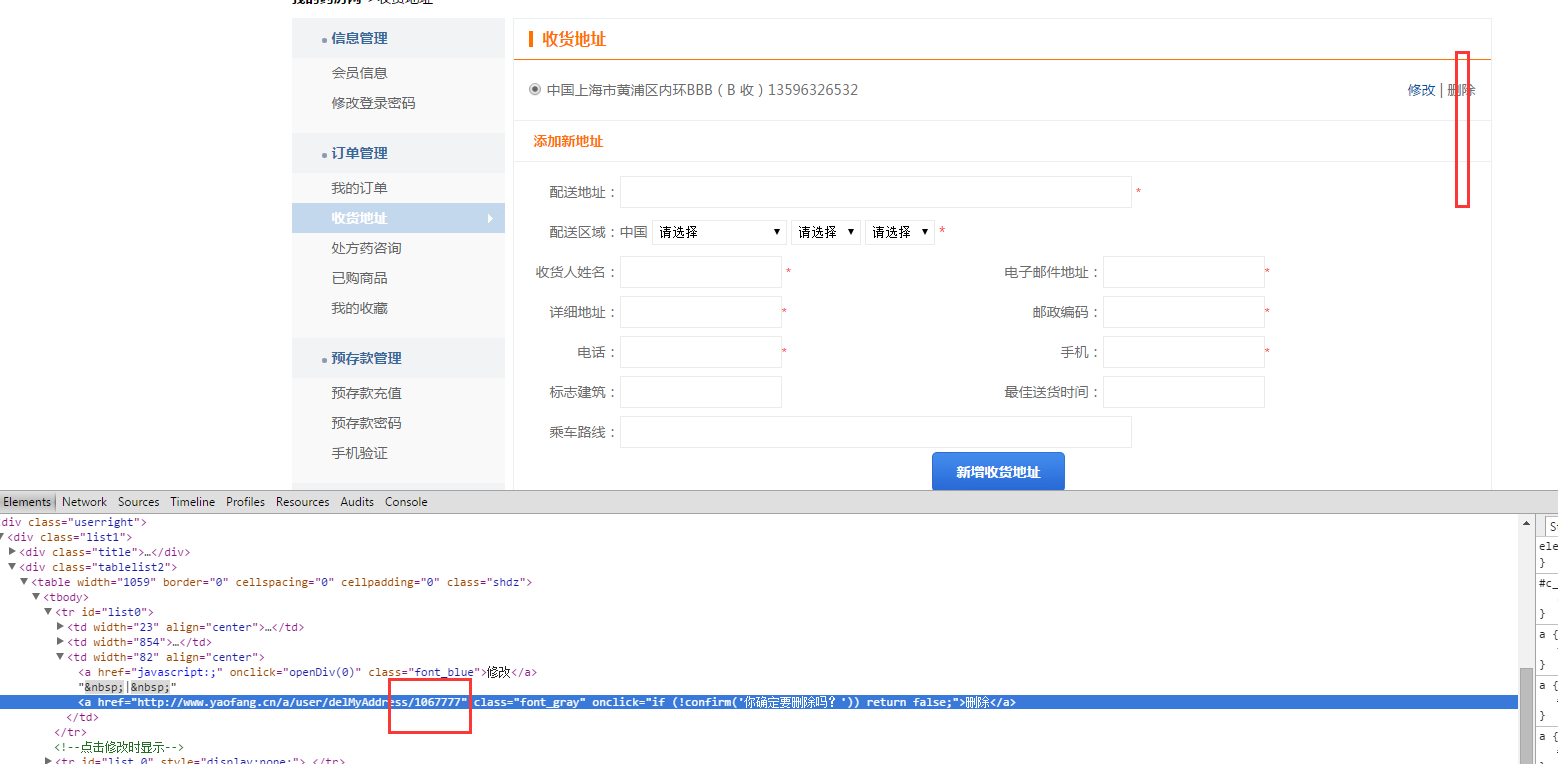 我的药房网 > 收货地址
信息管理
会员信息
修改登录密码
订单管理
我的订单
收货地址
处方药咨询
已购商品
我的收藏
预存款管理
预存款充值
预存款密码
手机验证
收货地址
中国上海市黄浦区内环BBB（B 收）13596326532
修改 | 删除
添加新地址
配送地址： *
配送区域：中国 请选择 请选择 请选择 *
收货人姓名： * 电子邮件地址： *
详细地址： * 邮政编码： *
电话： * 手机： *
标志建筑： 最佳送货时间：
乘车路线：
新增收货地址
Elements Network Sources Timeline Profiles Resources Audits Console
div class="userright">
<div class="list1">
<div class="title">…</div>
<div class="tablelist2">
<table width="1059" border="0" cellspacing="0" cellpadding="0" class="shdz">
<tbody>
<tr id="list0">
<td width="23" align="center">…</td>
<td width="854">…</td>
<td width="82" align="center">
<a href="javascript:;" onclick="openDiv(0)" class="font_blue">修改</a>
"&nbsp;|&nbsp;"
<a href="http://www.yaofang.cn/a/user/delMyAddress/1067777" class="font_gray" onclick="if (!confirm('你确定要删除吗？')) return false;">删除</a>
</td>
</tr>
<!--点击修改时显示-->
<tr id="list_0" style="display:none;">…</tr>
St
ele
}
#c_
}
a {
}
a {
}
a {